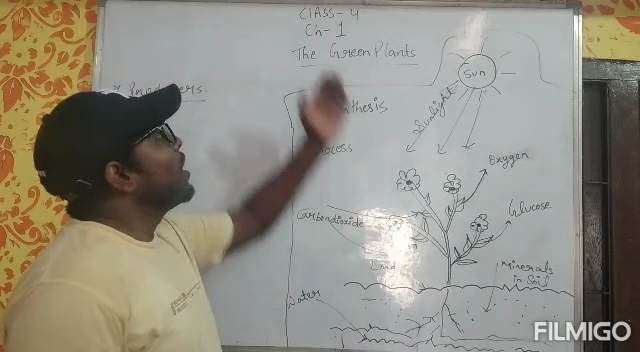 CLASS-4
Ch-1
The Green Plants
Sun
Sunlight
Oxygen
Carbondioxide
Glucose
Minerals
in Soil
Water
FILMIGO